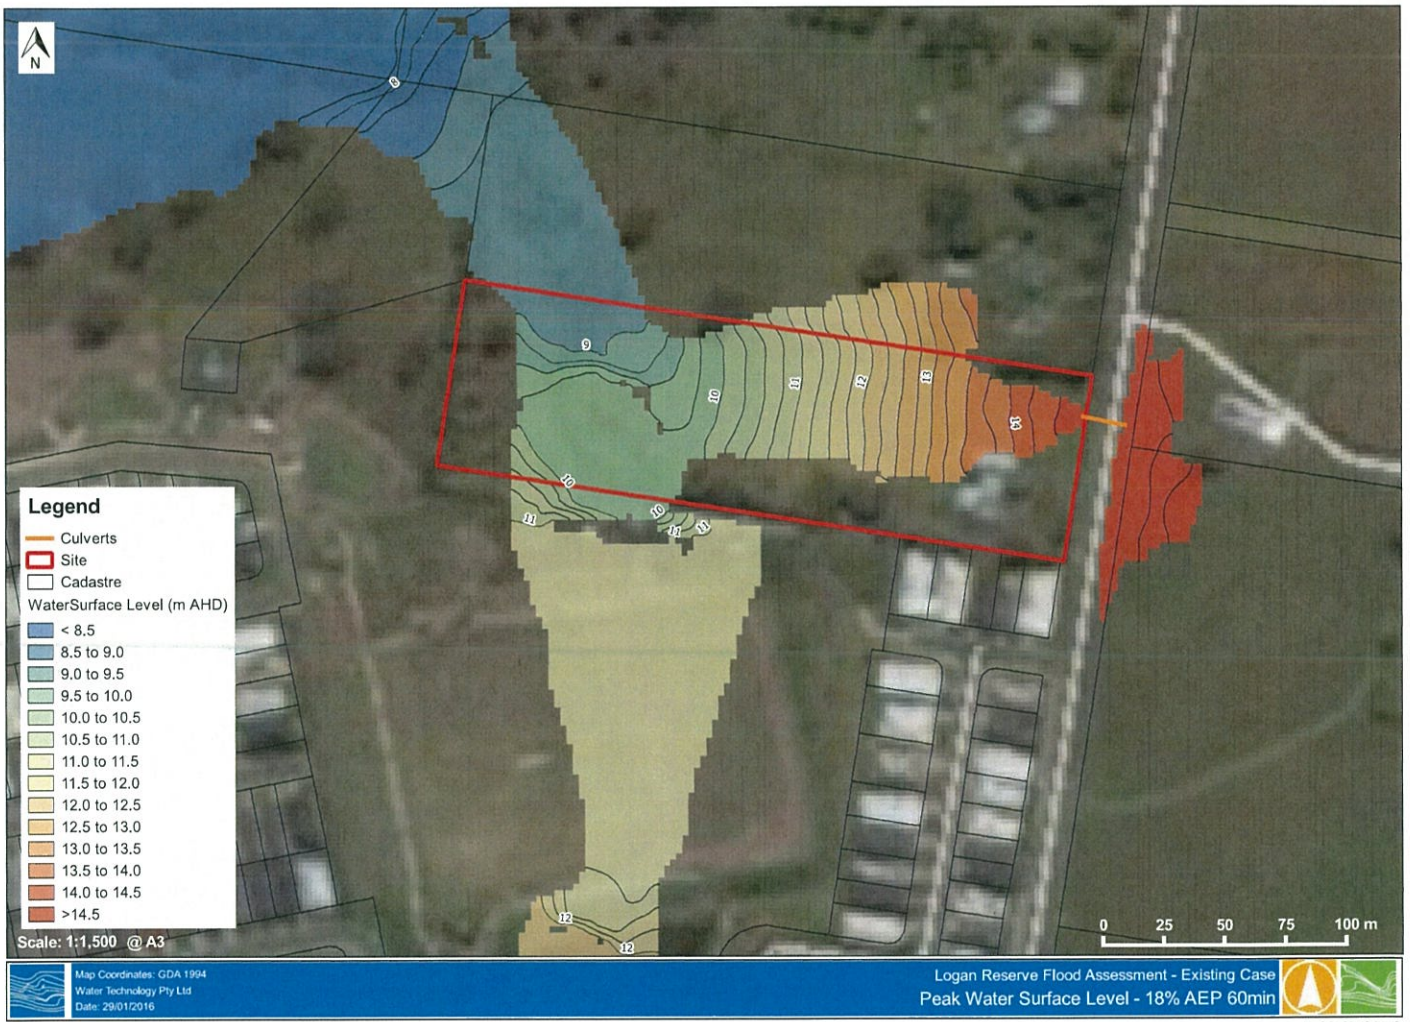 N
8
9
10
11
12
13
14
10
11
10
11
11
12
12
Legend
Culverts
Site
Cadastre
WaterSurface Level (m AHD)
< 8.5
8.5 to 9.0
9.0 to 9.5
9.5 to 10.0
10.0 to 10.5
10.5 to 11.0
11.0 to 11.5
11.5 to 12.0
12.0 to 12.5
12.5 to 13.0
13.0 to 13.5
13.5 to 14.0
14.0 to 14.5
>14.5
Scale: 1:1,500 @ A3
0 25 50 75 100 m
Map Coordinates: GDA 1994
Water Technology Pty Ltd
Date: 29/01/2016
Logan Reserve Flood Assessment - Existing Case
Peak Water Surface Level - 18% AEP 60min